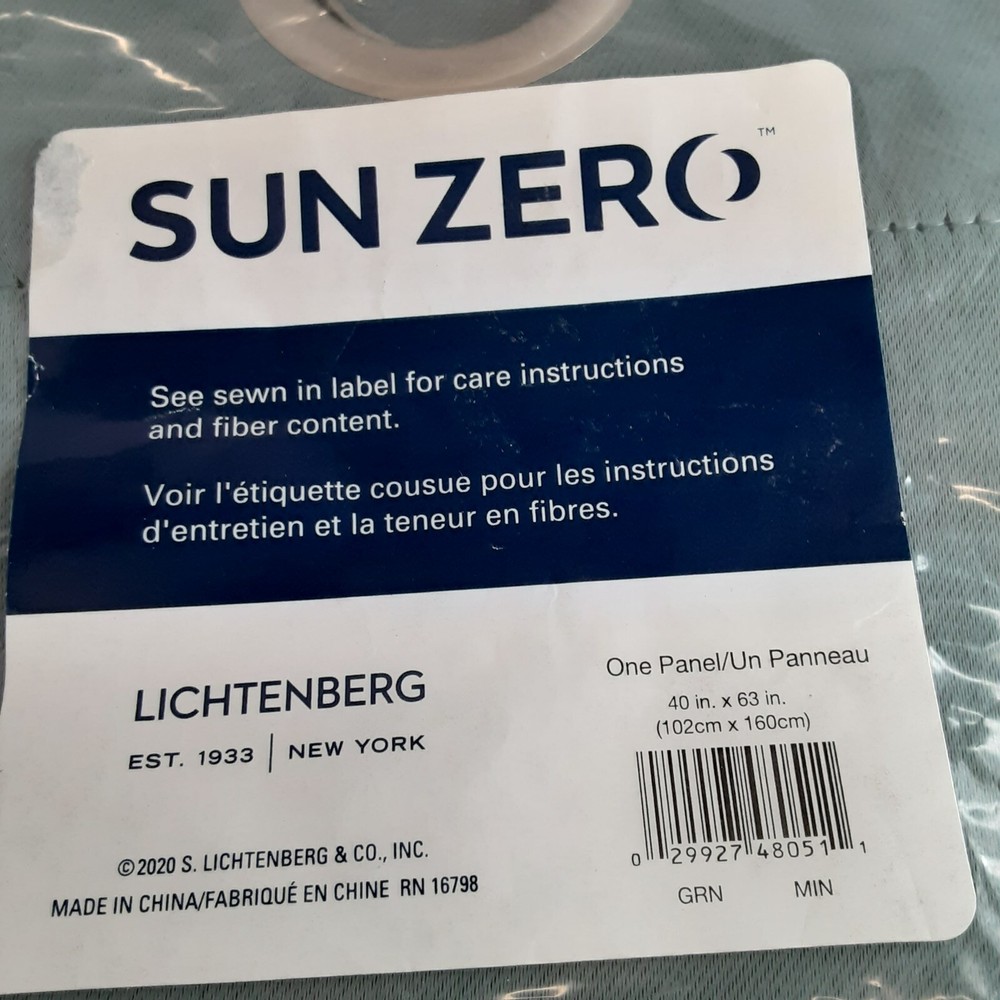 SUN ZERO™
See sewn in label for care instructions
and fiber content.
Voir l'étiquette cousue pour les instructions
d'entretien et la teneur en fibres.
LICHTENBERG
EST. 1933 | NEW YORK
©2020 S. LICHTENBERG & CO., INC.
MADE IN CHINA/FABRIQUÉ EN CHINE RN 16798
One Panel/Un Panneau
40 in. x 63 in.
(102cm x 160cm)
0 29927 48051 1
GRN MIN